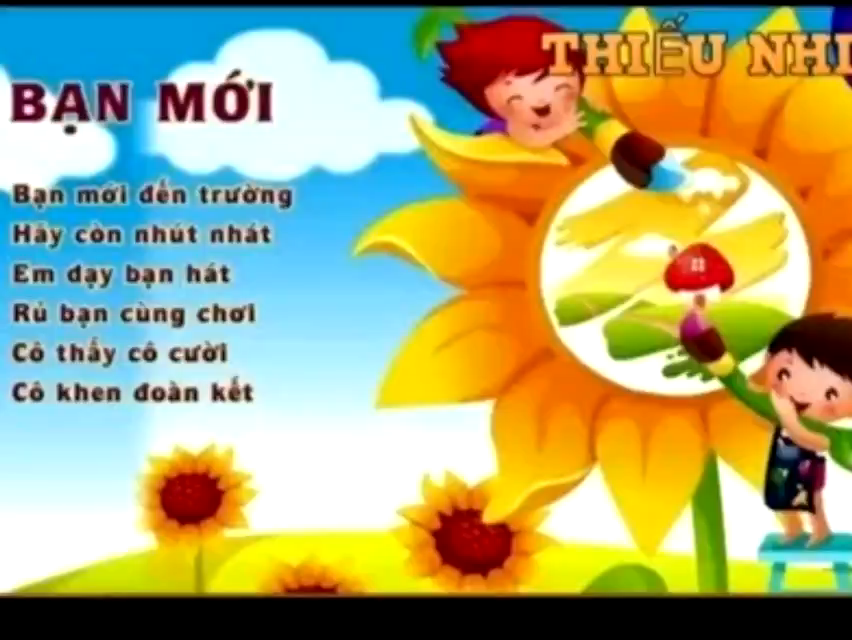 THIẾU NHI
BẠN MỚI
Bạn mới đến trường
Hãy còn nhút nhát
Em dạy bạn hát
Rủ bạn cùng chơi
Cô thấy cô cười
Cô khen đoàn kết